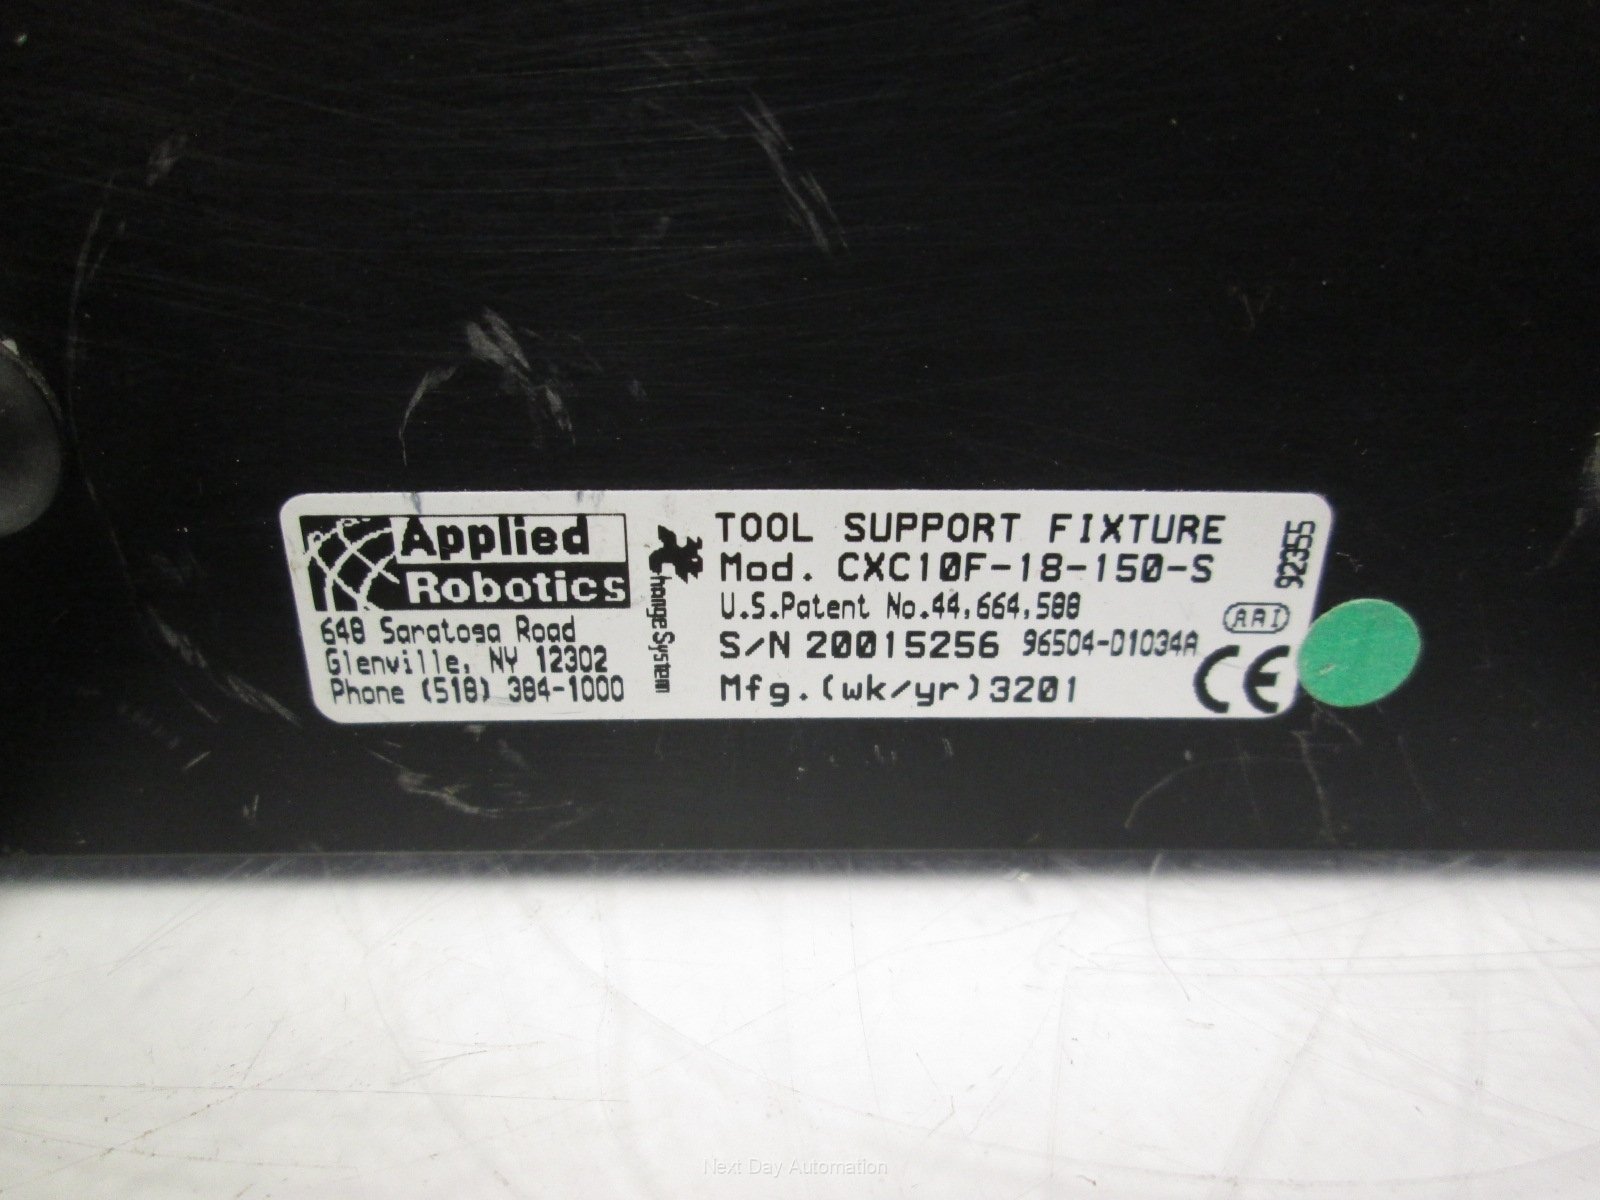 Applied
Robotics
648 Saratoga Road
Glenville, NY 12302
Phone (518) 384-1000
XChange System
TOOL SUPPORT FIXTURE
Mod. CXC10F-18-150-S
U.S.Patent No.44,664,588
S/N 20015256 96504-D1034A
Mfg.(wk/yr)3201
92355
ARI
CE
Next Day Automation